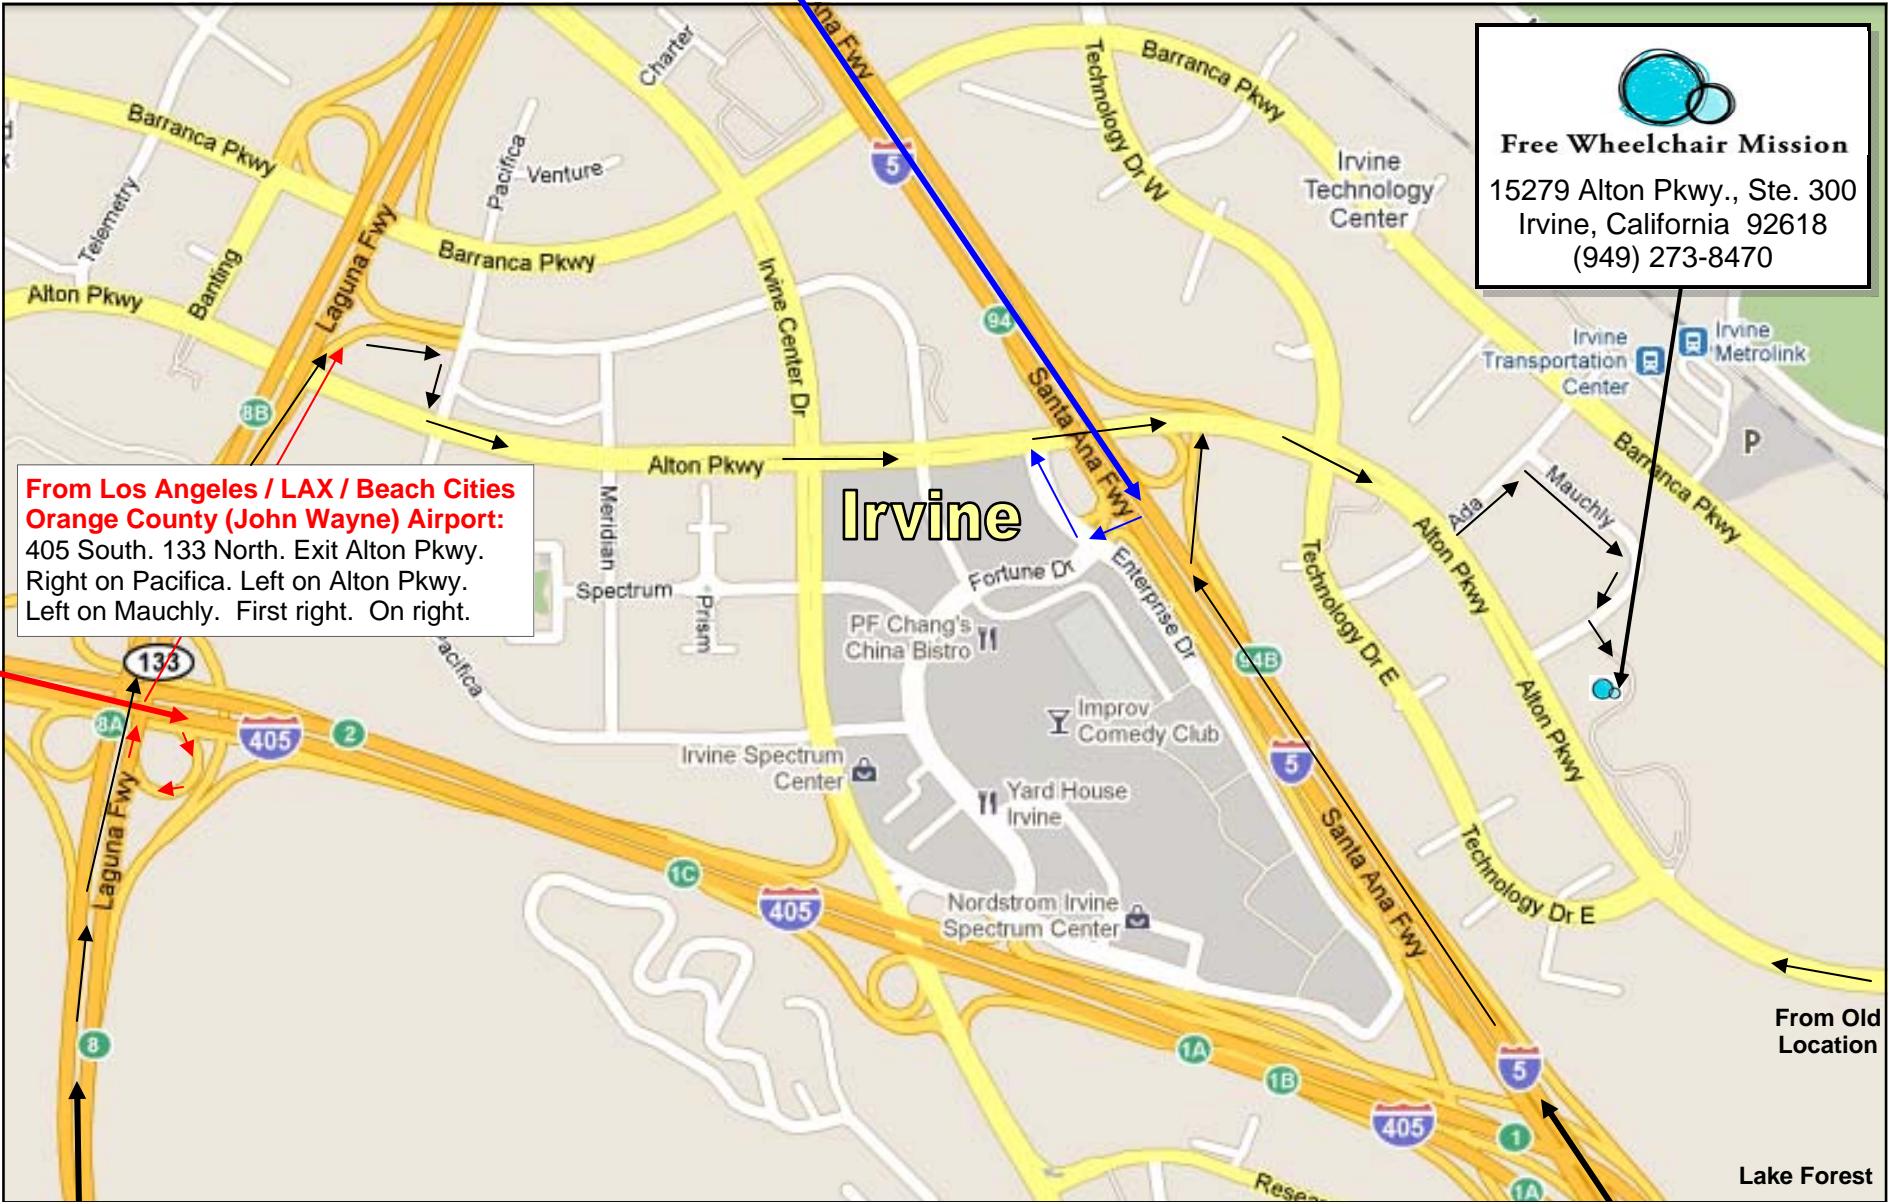 Free Wheelchair Mission
15279 Alton Pkwy., Ste. 300
Irvine, California 92618
(949) 273-8470
From Los Angeles / LAX / Beach Cities
Orange County (John Wayne) Airport:
405 South. 133 North. Exit Alton Pkwy.
Right on Pacifica. Left on Alton Pkwy.
Left on Mauchly. First right. On right.
Irvine
Barranca Pkwy
Telemetry
Banting
Alton Pkwy
Laguna Fwy
Pacifica
Venture
Barranca Pkwy
Charter
Irvine Center Dr
Ana Fwy
5
94
Santa Ana Fwy
Technology Dr W
Barranca Pkwy
Irvine
Technology
Center
Irvine
Transportation
Center
Irvine
Metrolink
P
Barranca Pkwy
Mauchly
Ada
Alton Pkwy
8B
Alton Pkwy
Meridian
Spectrum
Prism
Pacifica
Fortune Dr
Enterprise Dr
PF Chang's
China Bistro
Improv
Comedy Club
Irvine Spectrum
Center
Yard House
Irvine
Nordstrom Irvine
Spectrum Center
94B
5
Santa Ana Fwy
Technology Dr E
Alton Pkwy
Technology Dr E
133
8A
405
2
Laguna Fwy
8
1C
405
1A
1B
405
1
1A
5
From Old
Location
Lake Forest